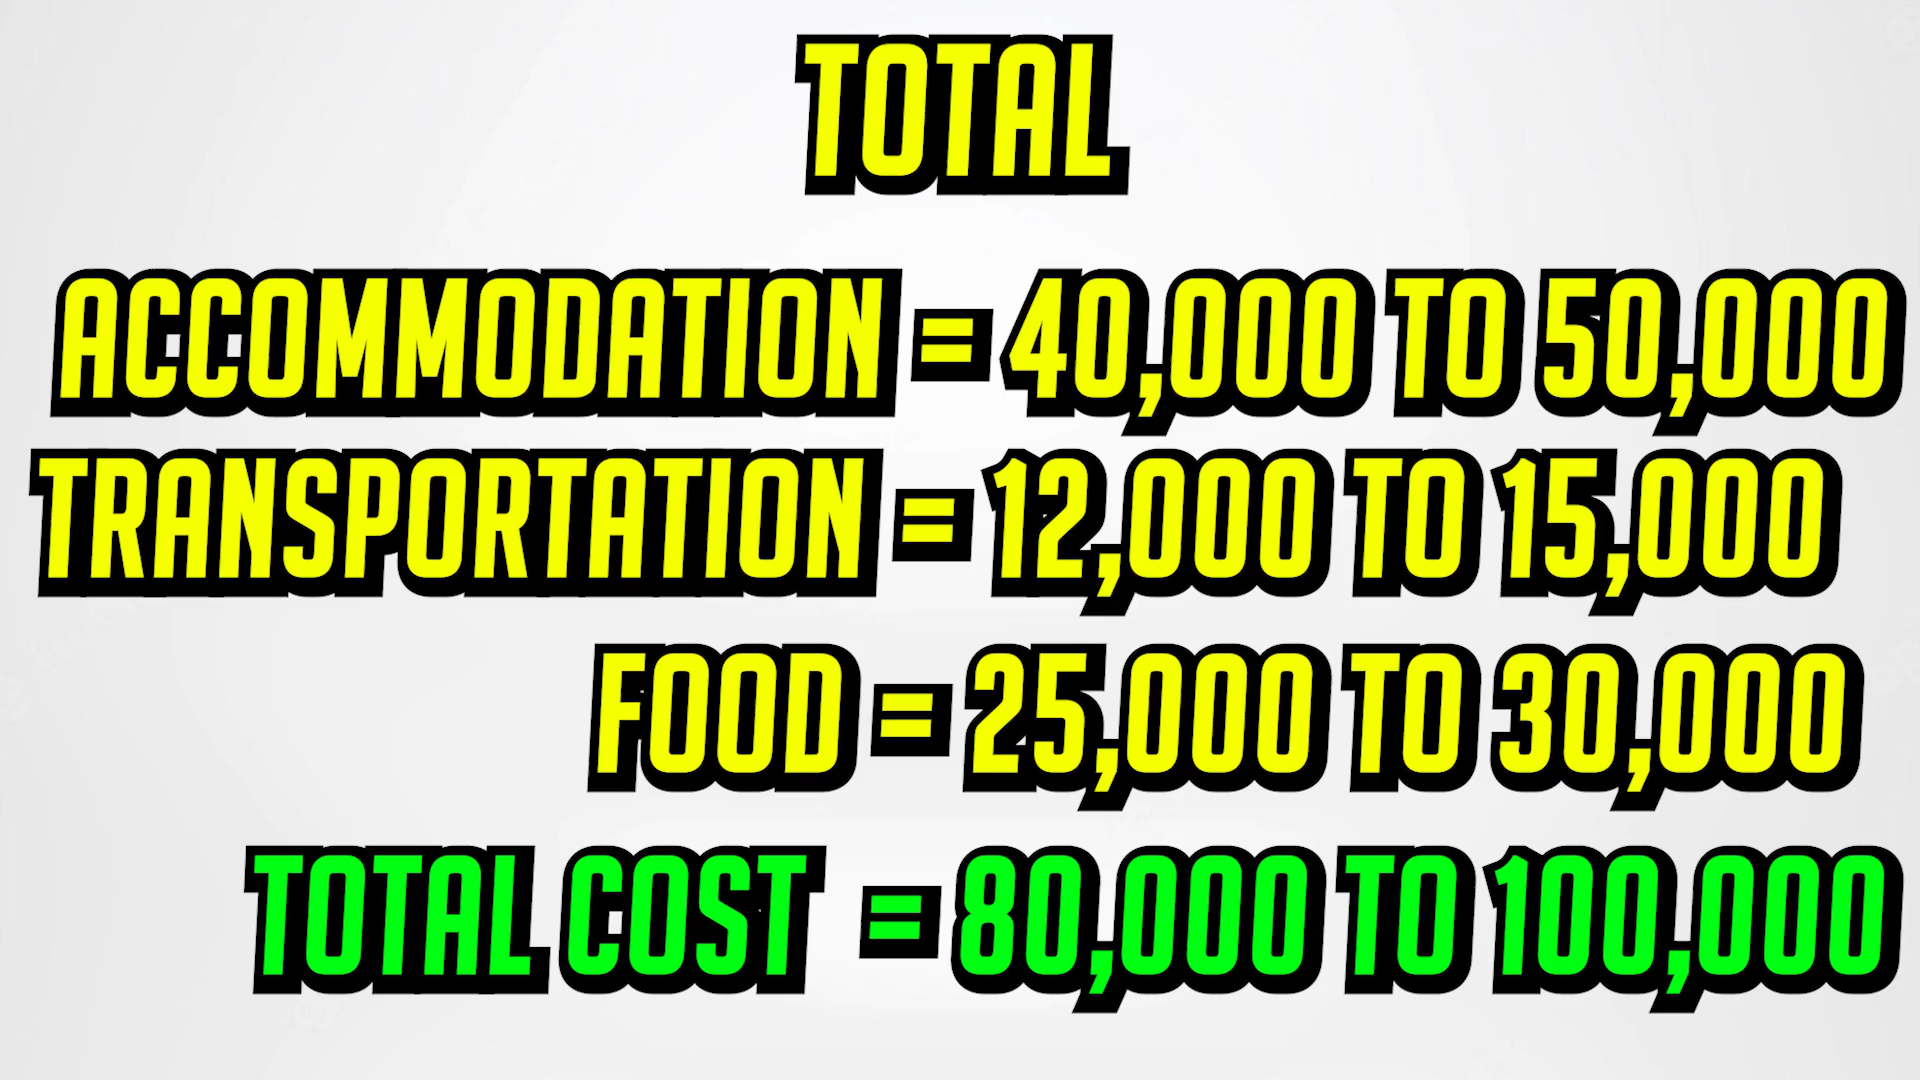 TOTAL
ACCOMMODATION = 40,000 TO 50,000
TRANSPORTATION = 12,000 TO 15,000
FOOD = 25,000 TO 30,000
TOTAL COST = 80,000 TO 100,000